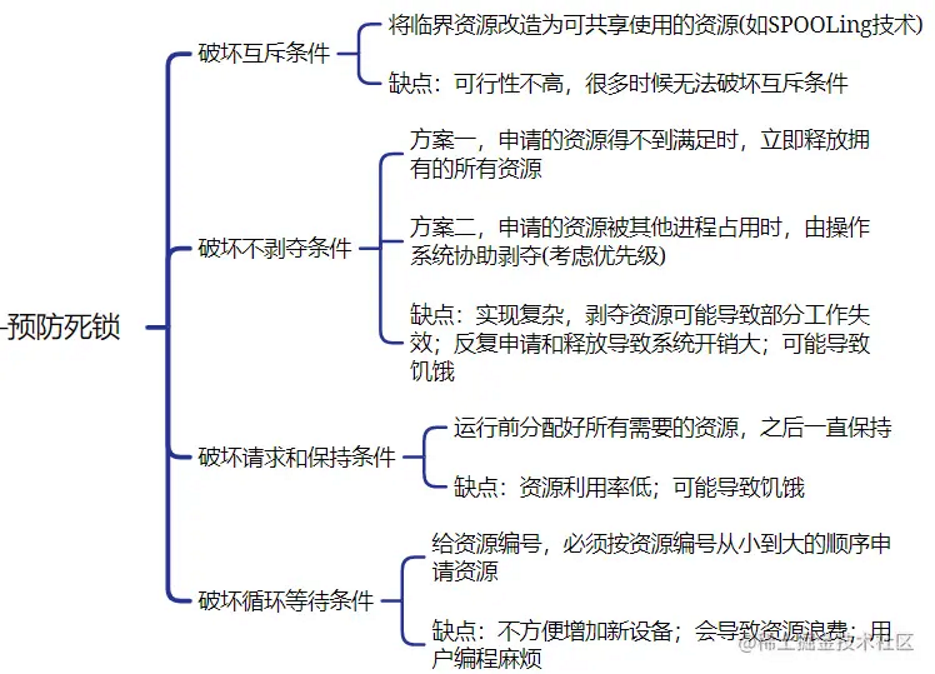 预防死锁
破坏互斥条件
将临界资源改造为可共享使用的资源(如SPOOLing技术)
缺点：可行性不高，很多时候无法破坏互斥条件
破坏不剥夺条件
方案一，申请的资源得不到满足时，立即释放拥
有的所有资源
方案二，申请的资源被其他进程占用时，由操作
系统协助剥夺(考虑优先级)
缺点：实现复杂，剥夺资源可能导致部分工作失
效；反复申请和释放导致系统开销大；可能导致
饥饿
破坏请求和保持条件
运行前分配好所有需要的资源，之后一直保持
缺点：资源利用率低；可能导致饥饿
破坏循环等待条件
给资源编号，必须按资源编号从小到大的顺序申
请资源
缺点：不方便增加新设备；会导致资源浪费；用
户编程麻烦
@稀土掘金技术社区